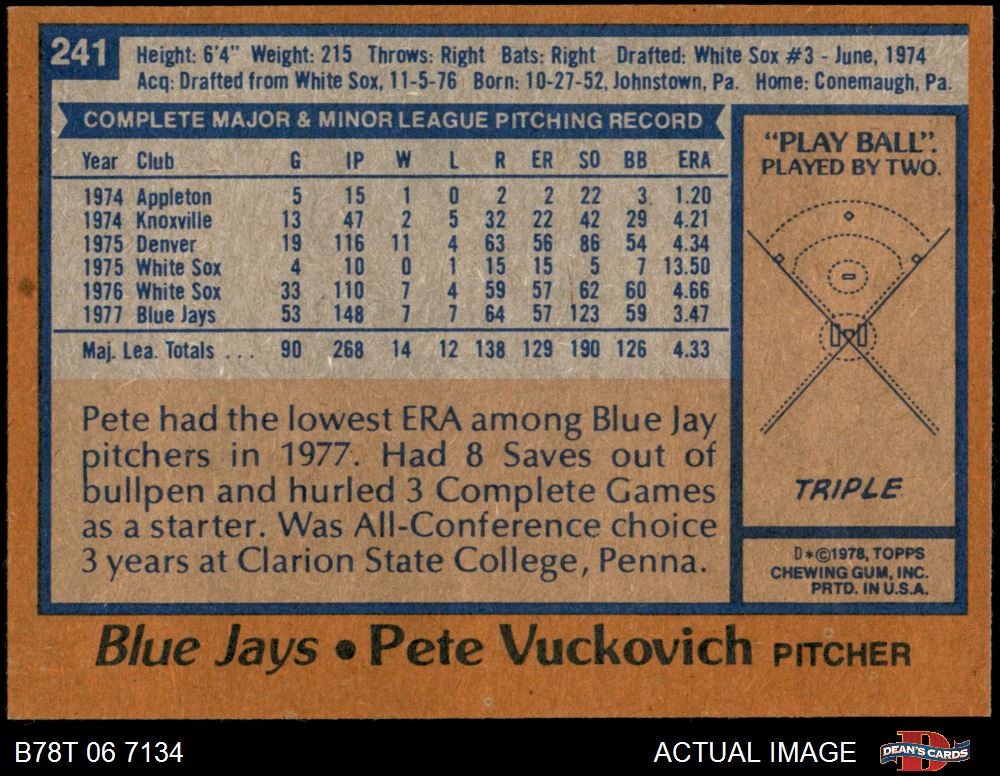 241
Height: 6'4" Weight: 215 Throws: Right Bats: Right Drafted: White Sox #3 - June, 1974
Acq: Drafted from White Sox, 11-5-76 Born: 10-27-52, Johnstown, Pa. Home: Conemaugh, Pa.
COMPLETE MAJOR & MINOR LEAGUE PITCHING RECORD
Year Club G IP W L R ER SO BB ERA
1974 Appleton 5 15 1 0 2 2 22 3 1.20
1974 Knoxville 13 47 2 5 32 22 42 29 4.21
1975 Denver 19 116 11 4 63 56 86 54 4.34
1975 White Sox 4 10 0 1 15 15 5 7 13.50
1976 White Sox 33 110 7 4 59 57 62 60 4.66
1977 Blue Jays 53 148 7 7 64 57 123 59 3.47
Maj. Lea. Totals ... 90 268 14 12 138 129 190 126 4.33
Pete had the lowest ERA among Blue Jay
pitchers in 1977. Had 8 Saves out of
bullpen and hurled 3 Complete Games
as a starter. Was All-Conference choice
3 years at Clarion State College, Penna.
"PLAY BALL":
PLAYED BY TWO.
TRIPLE
D*©1978, TOPPS
CHEWING GUM, INC.
PRTD. IN U.S.A.
Blue Jays • Pete Vuckovich PITCHER
B78T 06 7134
ACTUAL IMAGE
D
DEAN'S CARDS